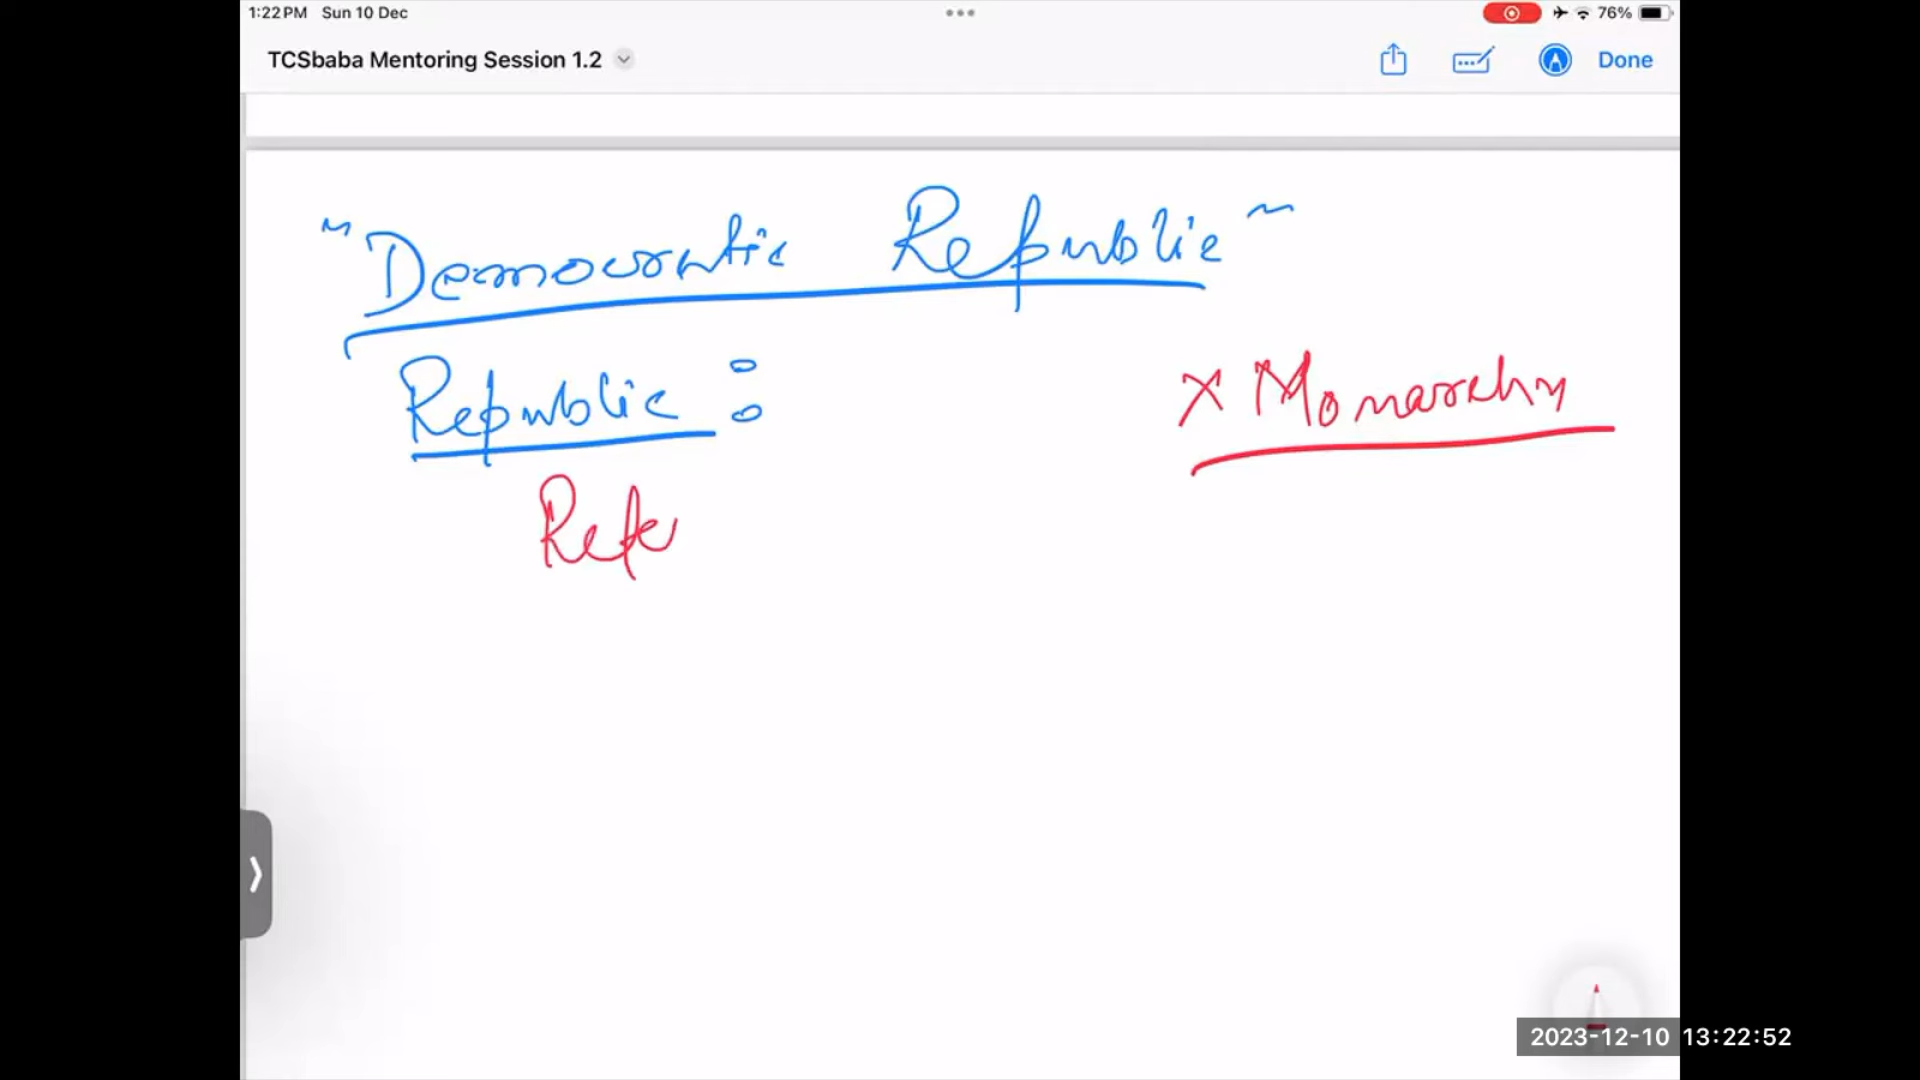 1:22 PM Sun 10 Dec
76%
TCSbaba Mentoring Session 1.2
Done
"Democratic Republic"
Republic :
X Monarchy
2023-12-10 13:22:52